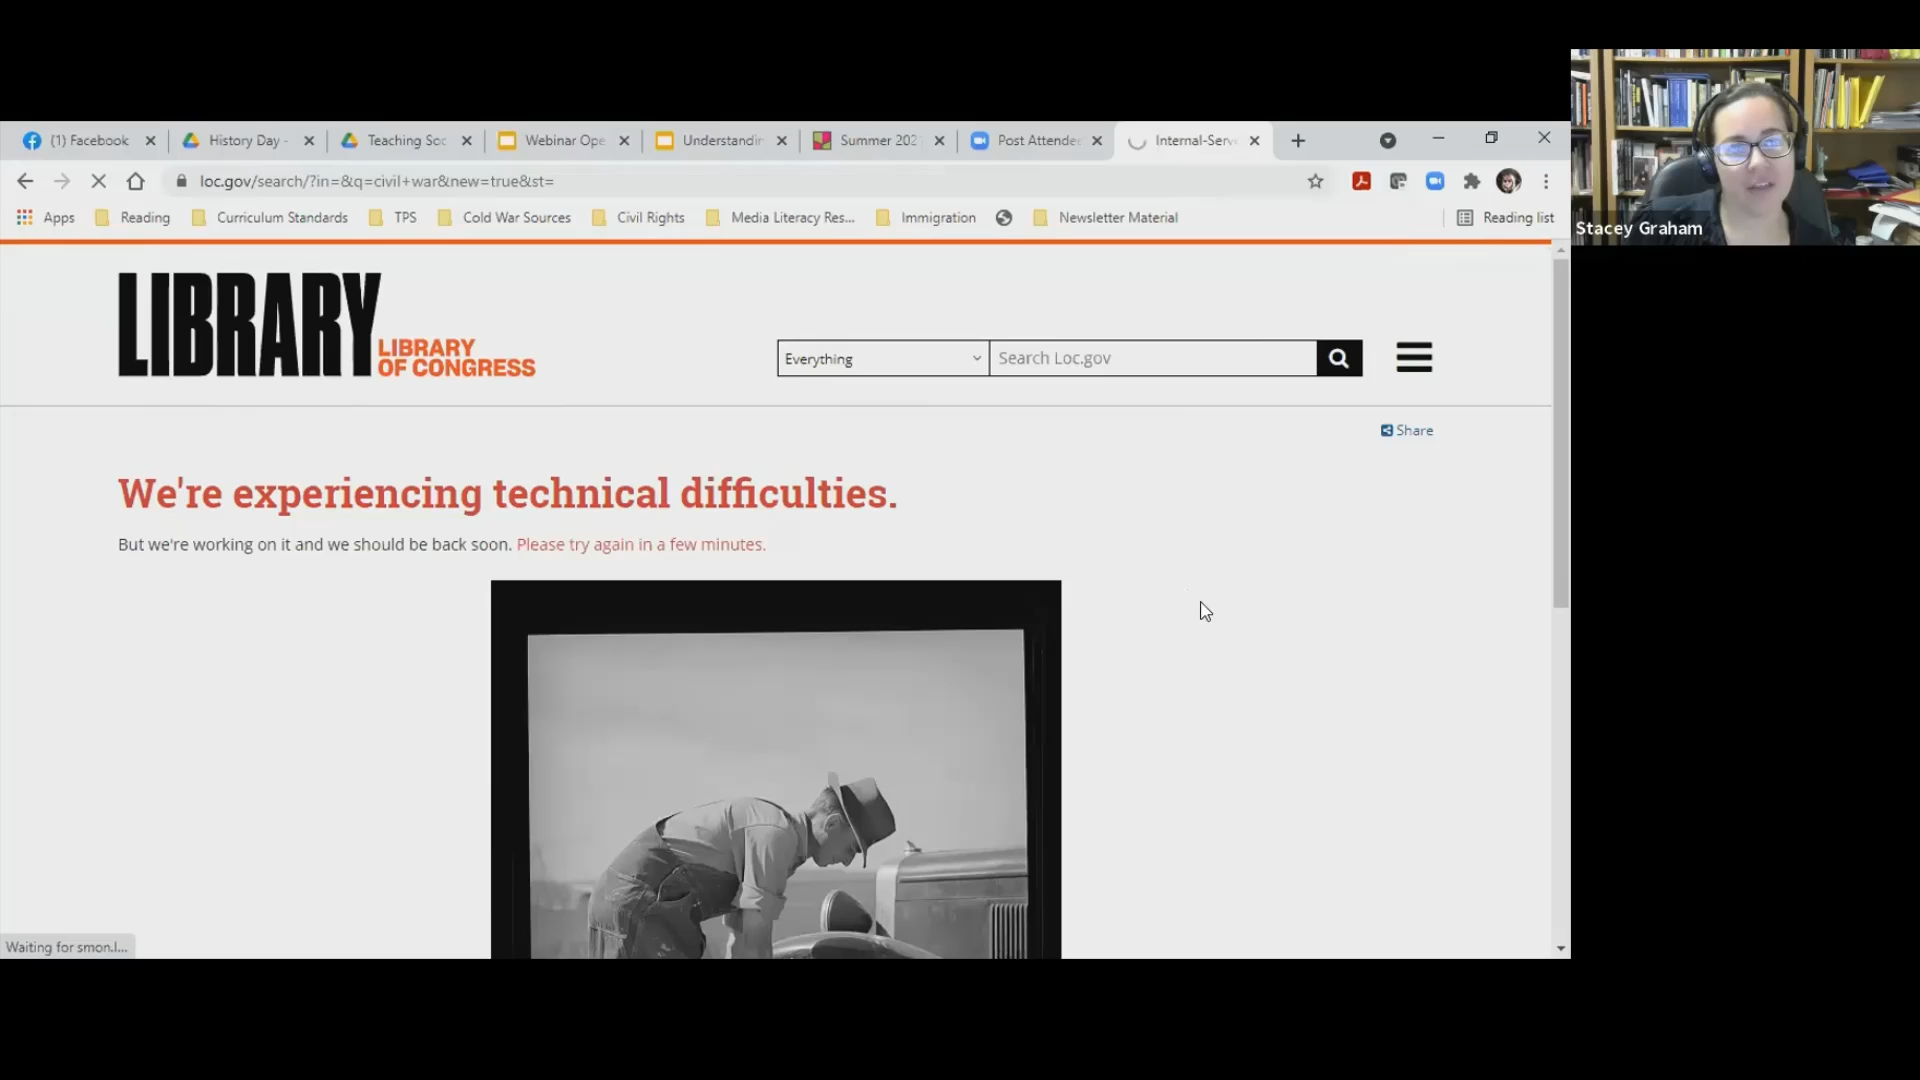 (1) Facebook
History Day -
Teaching Soc
Webinar Ope
Understandin
Summer 202
Post Attendee
Internal-Serv
loc.gov/search/?in=&q=civil+war&new=true&st=
Apps
Reading
Curriculum Standards
TPS
Cold War Sources
Civil Rights
Media Literacy Res...
Immigration
Newsletter Material
Reading list
Stacey Graham
LIBRARY
LIBRARY
OF CONGRESS
Everything
Search Loc.gov
Share
We're experiencing technical difficulties.
But we're working on it and we should be back soon. Please try again in a few minutes.
Waiting for smon.l...